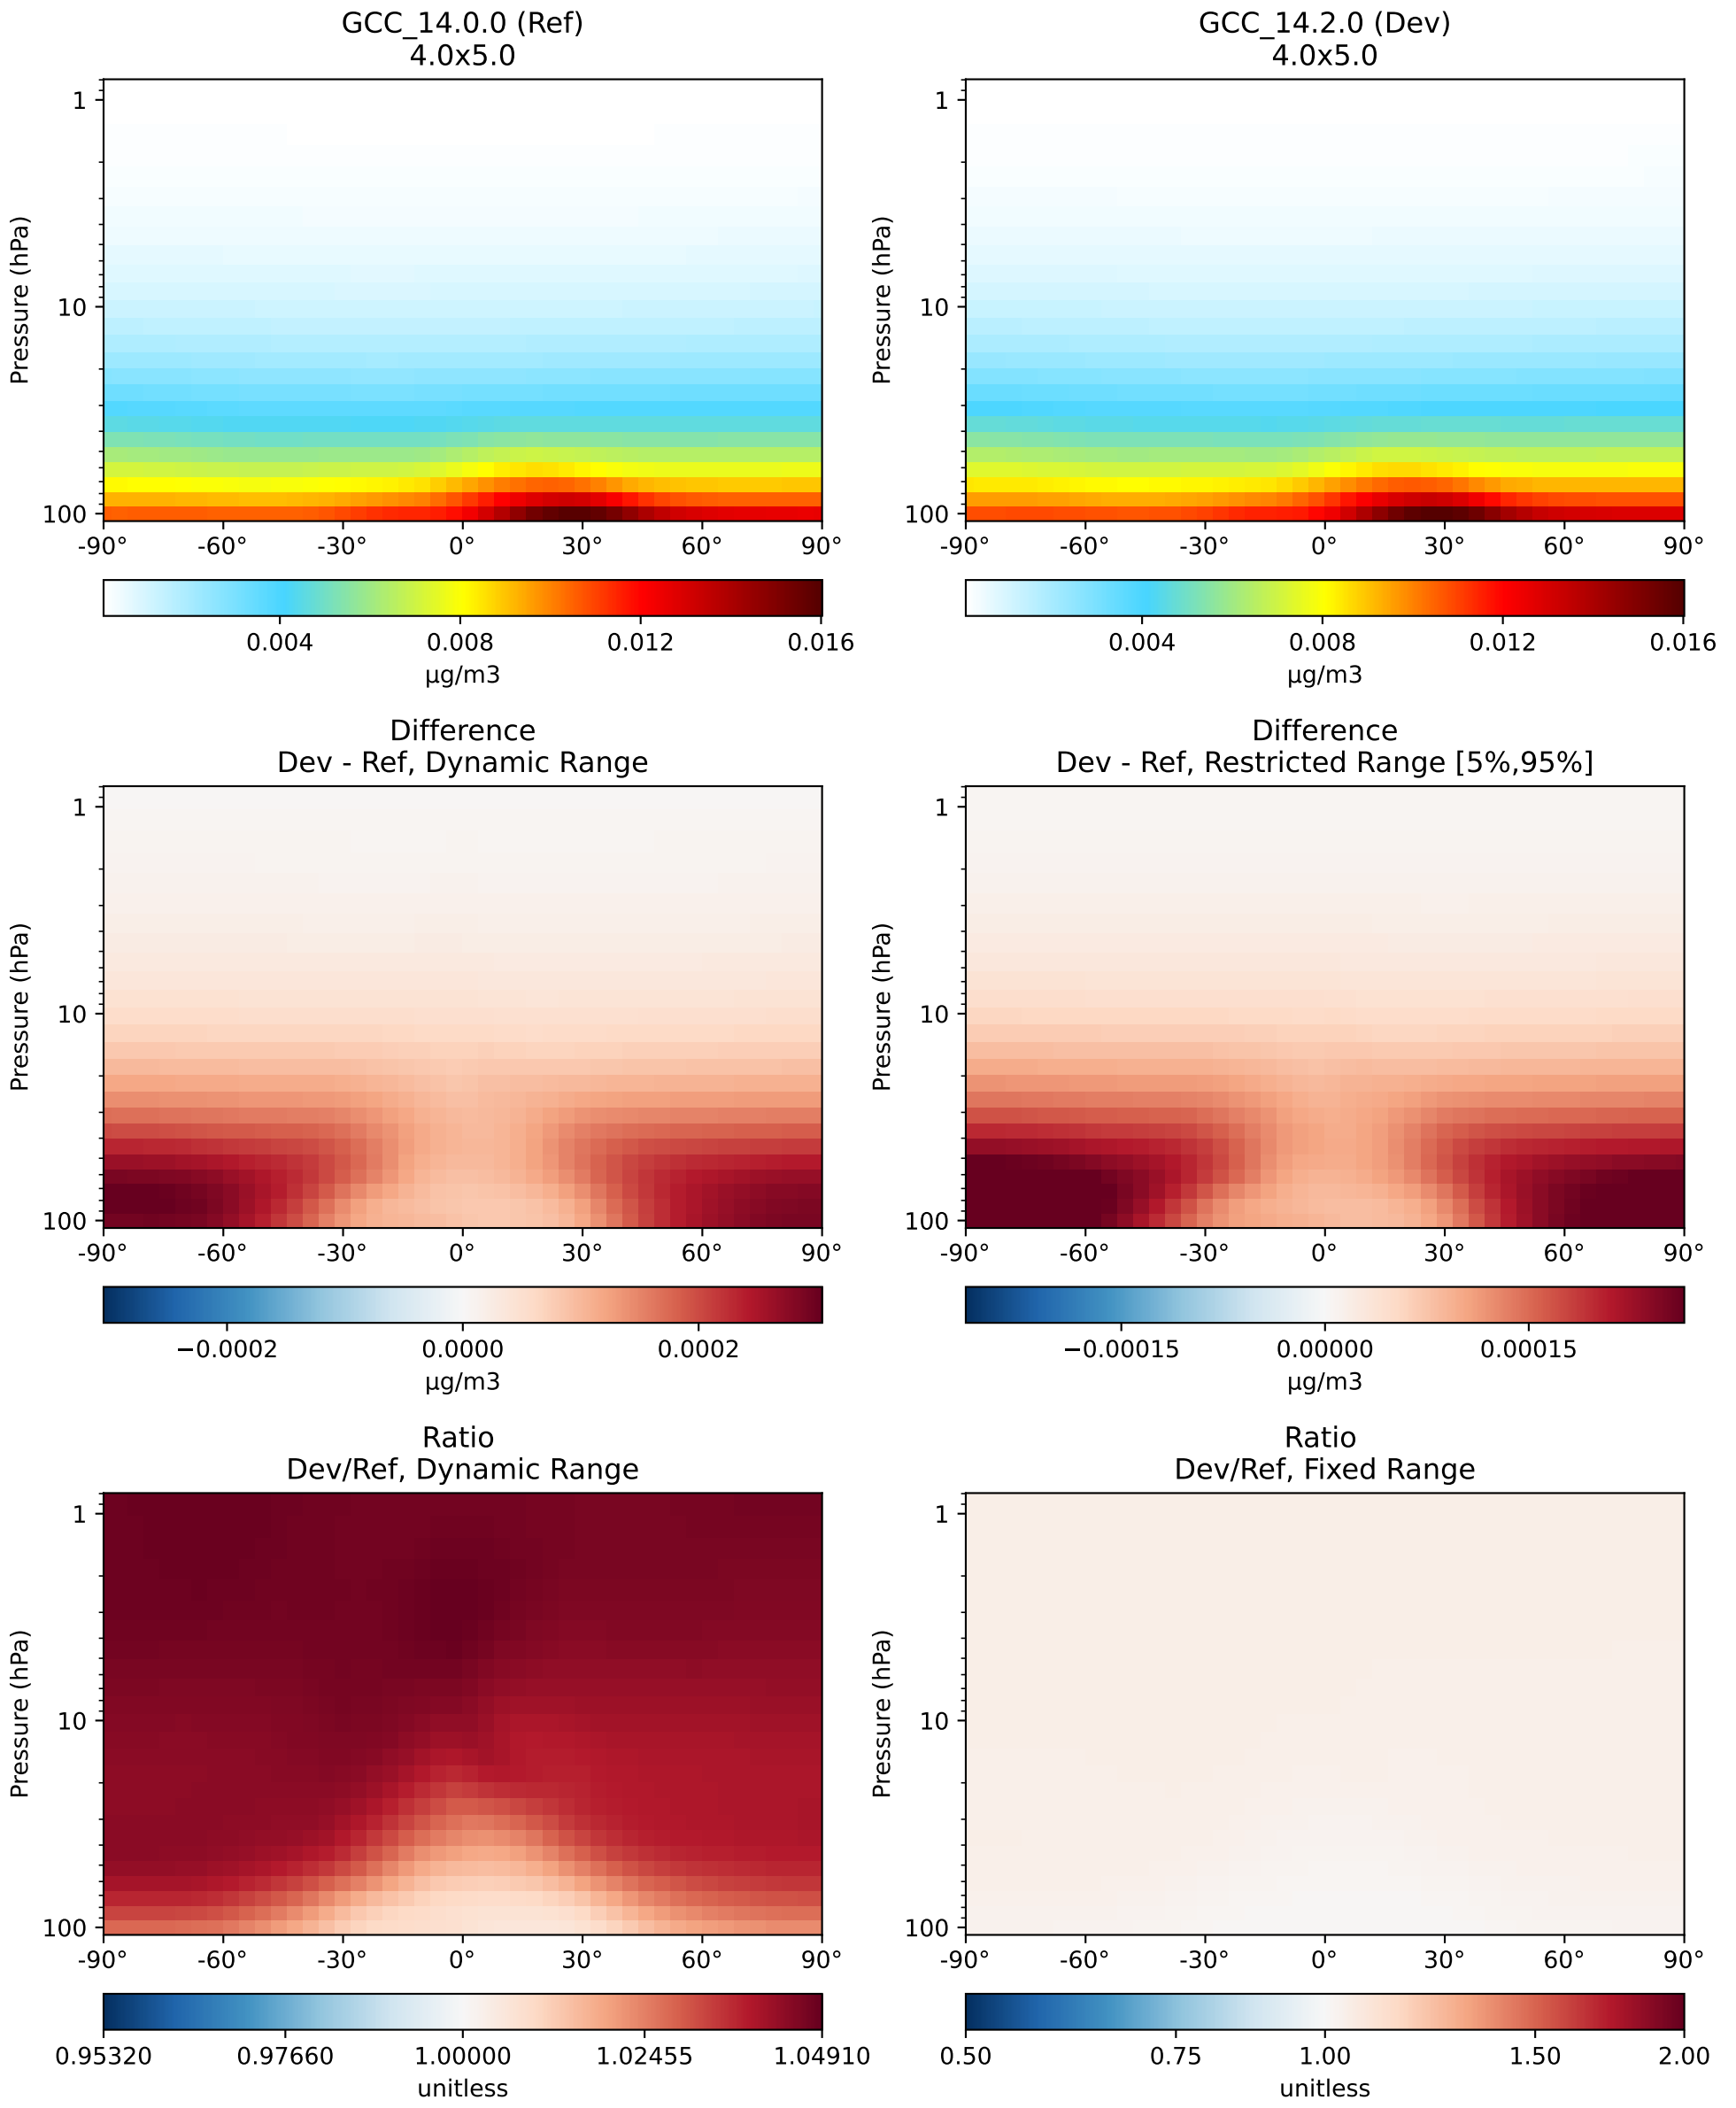 GCC_14.0.0 (Ref)
4.0x5.0
1
10
100
Pressure (hPa)
-90° -60° -30° 0° 30° 60° 90°
0.004 0.008 0.012 0.016
µg/m3
GCC_14.2.0 (Dev)
4.0x5.0
1
10
100
Pressure (hPa)
-90° -60° -30° 0° 30° 60° 90°
0.004 0.008 0.012 0.016
µg/m3
Difference
Dev - Ref, Dynamic Range
1
10
100
Pressure (hPa)
-90° -60° -30° 0° 30° 60° 90°
−0.0002 0.0000 0.0002
µg/m3
Difference
Dev - Ref, Restricted Range [5%,95%]
1
10
100
Pressure (hPa)
-90° -60° -30° 0° 30° 60° 90°
−0.00015 0.00000 0.00015
µg/m3
Ratio
Dev/Ref, Dynamic Range
1
10
100
Pressure (hPa)
-90° -60° -30° 0° 30° 60° 90°
0.95320 0.97660 1.00000 1.02455 1.04910
unitless
Ratio
Dev/Ref, Fixed Range
1
10
100
Pressure (hPa)
-90° -60° -30° 0° 30° 60° 90°
0.50 0.75 1.00 1.50 2.00
unitless